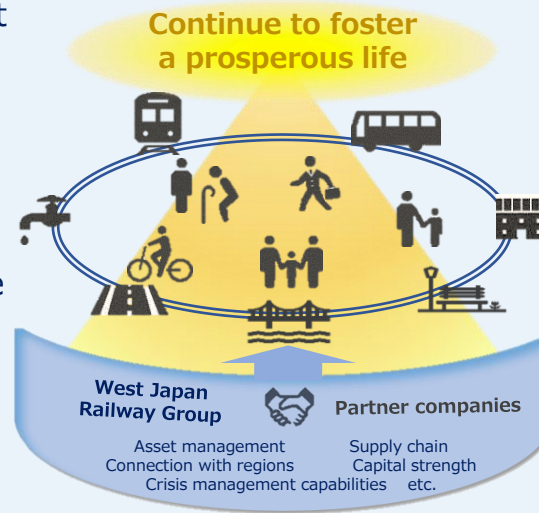 t
Continue to foster
a prosperous life
e
West Japan
Railway Group
Partner companies
Asset management
Supply chain
Connection with regions
Capital strength
Crisis management capabilities etc.